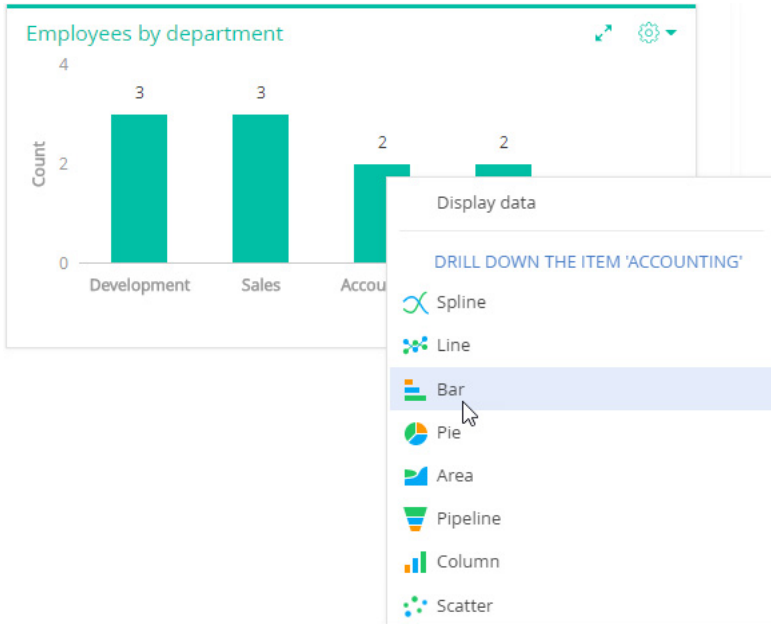 Employees by department
4
3
3
2
2
Count
2
0
Development
Sales
Accou
Display data
DRILL DOWN THE ITEM 'ACCOUNTING'
Spline
Line
Bar
Pie
Area
Pipeline
Column
Scatter